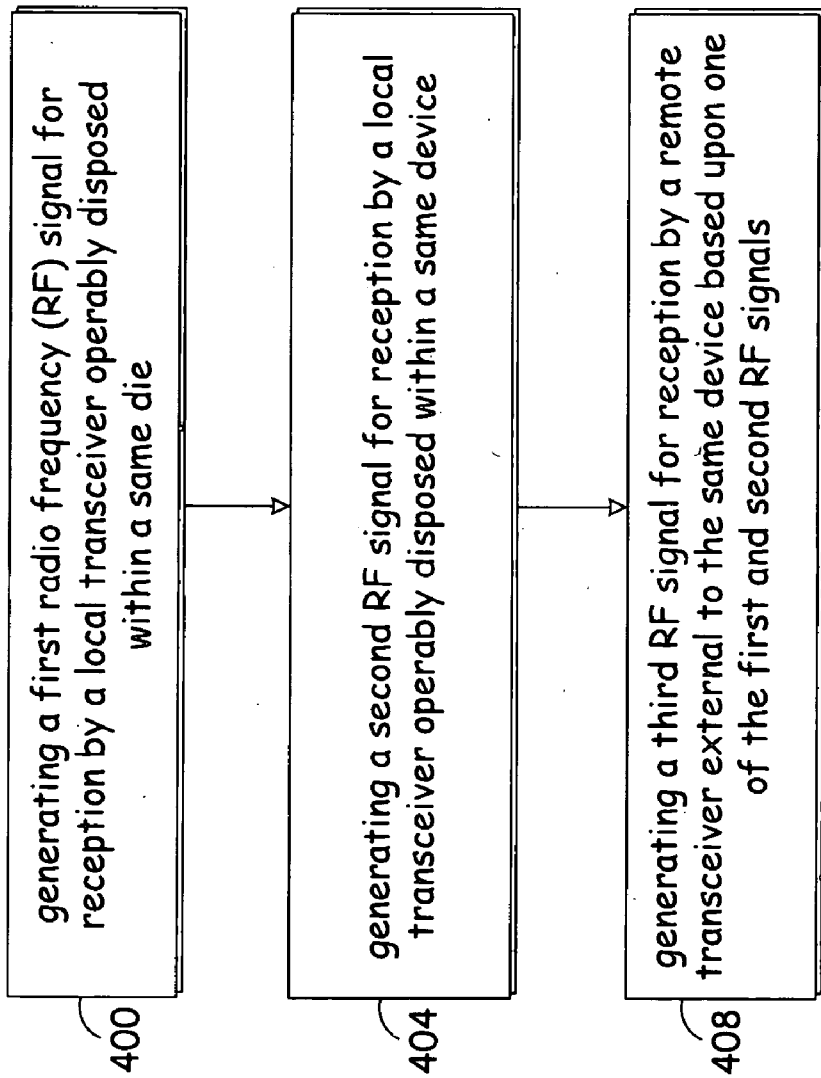 generating a first radio frequency (RF) signal for
reception by a local transceiver operably disposed
within a same die
400
generating a second RF signal for reception by a local
transceiver operably disposed within a same device
404
generating a third RF signal for reception by a remote
transceiver external to the same device based upon one
of the first and second RF signals
408